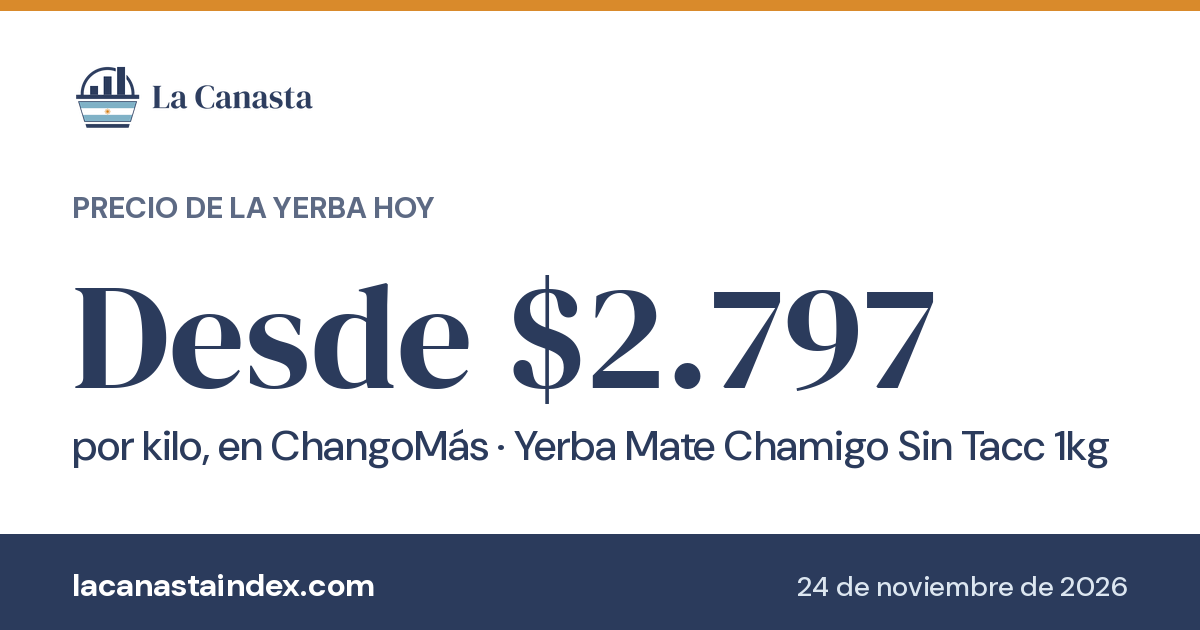 La Canasta
PRECIO DE LA YERBA HOY
Desde $2.797
por kilo, en ChangoMás · Yerba Mate Chamigo Sin Tacc 1kg
lacanastaindex.com
24 de noviembre de 2026